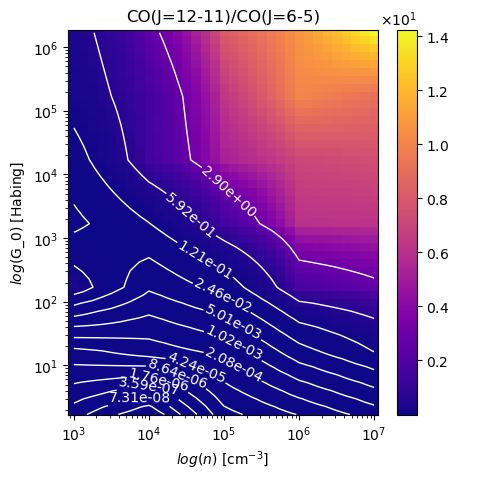 CO(J=12-11)/CO(J=6-5)
×10¹
10⁶
10⁵
10⁴
10³
10²
10¹
log(G_0) [Habing]
2.90e+00
5.92e-01
1.21e-01
2.46e-02
5.01e-03
1.02e-03
2.08e-04
4.24e-05
8.64e-06
1.76e-06
3.59e-07
7.31e-08
10³
10⁴
10⁵
10⁶
10⁷
log(n) [cm⁻³]
1.4
1.2
1.0
0.8
0.6
0.4
0.2